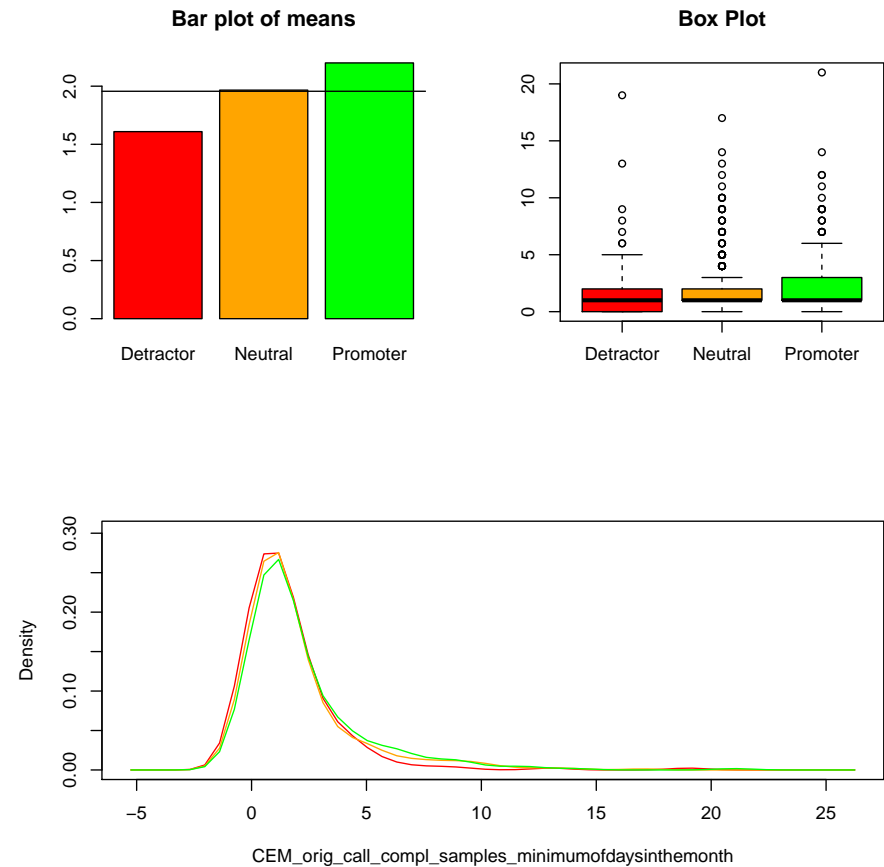 Bar plot of means
2.0
1.5
1.0
0.5
0.0
Detractor Neutral Promoter
Box Plot
20
15
10
5
0
Detractor Neutral Promoter
Density
0.30
0.20
0.10
0.00
−5 0 5 10 15 20 25
CEM_orig_call_compl_samples_minimumofdaysinthemonth